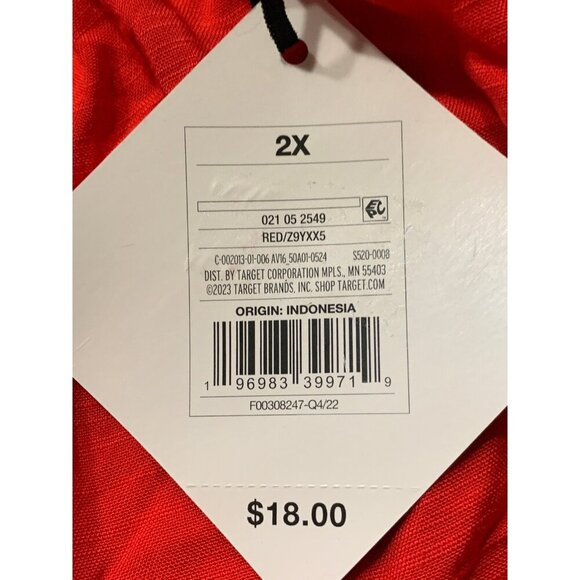 2X
EPC
021 05 2549
RED/Z9YXX5
C-002013-01-006 AV16_50A01-0524 S520-0008
DIST. BY TARGET CORPORATION MPLS., MN 55403
©2023 TARGET BRANDS, INC. SHOP TARGET.COM
ORIGIN: INDONESIA
1 96983 39971 9
F00308247-Q4/22
$18.00